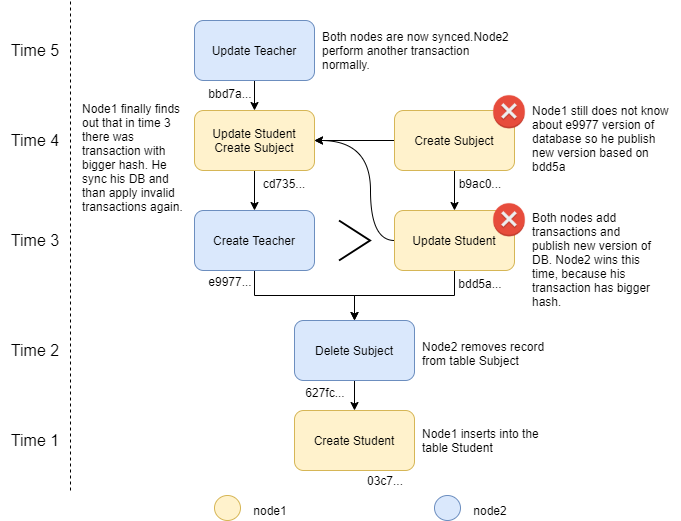 Time 5
Update Teacher
Both nodes are now synced.Node2
perform another transaction
normally.
bbd7a...
Node1 finally finds
out that in time 3
there was
transaction with
bigger hash. He
sync his DB and
than apply invalid
transactions again.
Time 4
Update Student
Create Subject
Create Subject
Node1 still does not know
about e9977 version of
database so he publish
new version based on
bdd5a
cd735...
b9ac0...
Time 3
Create Teacher
Update Student
Both nodes add
transactions and
publish new version of
DB. Node2 wins this
time, because his
transaction has bigger
hash.
e9977...
bdd5a...
Time 2
Delete Subject
Node2 removes record
from table Subject
627fc...
Time 1
Create Student
Node1 inserts into the
table Student
03c7...
node1
node2